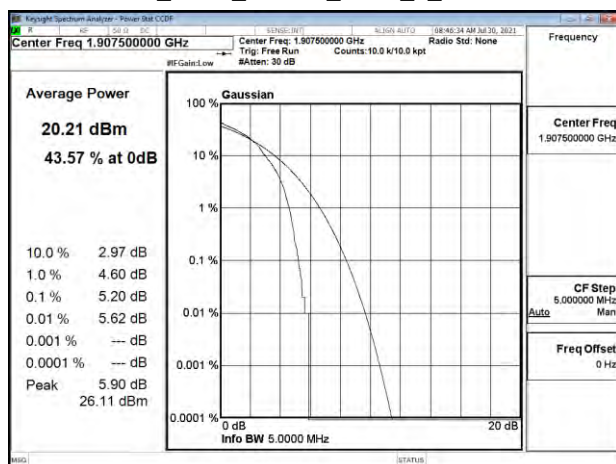 Keysight Spectrum Analyzer - Power Stat CCDF
R RF 50 Ω DC SENSE:INT ALIGN AUTO 08:46:34 AM Jul 30, 2021
Center Freq 1.907500000 GHz
Center Freq: 1.907500000 GHz Radio Std: None
Trig: Free Run Counts:10.0 k/10.0 kpt
#IFGain:Low #Atten: 30 dB
Frequency
Average Power
20.21 dBm
43.57 % at 0dB
10.0 % 2.97 dB
1.0 % 4.60 dB
0.1 % 5.20 dB
0.01 % 5.62 dB
0.001 % --- dB
0.0001 % --- dB
Peak 5.90 dB
26.11 dBm
Gaussian
100 %
10 %
1 %
0.1 %
0.01 %
0.001 %
0.0001 %
0 dB 20 dB
Info BW 5.0000 MHz
Center Freq
1.907500000 GHz
CF Step
5.000000 MHz
Auto Man
Freq Offset
0 Hz
MSG STATUS